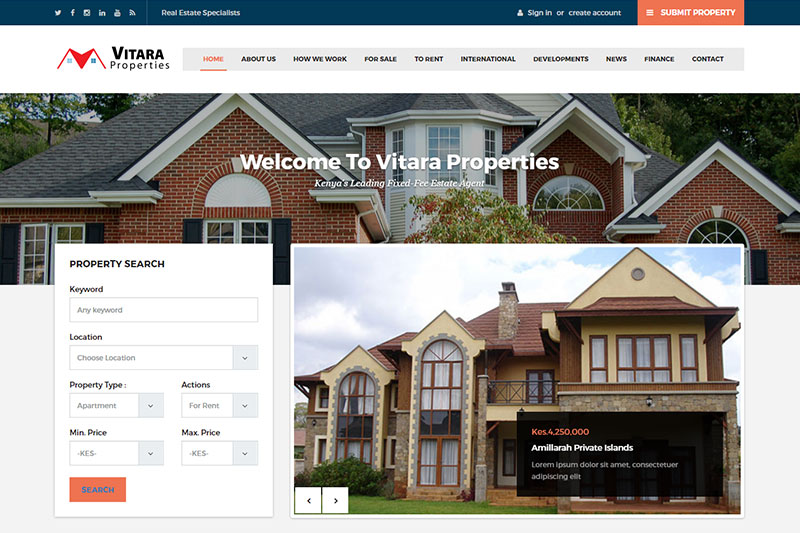 Real Estate Specialists
Sign in or create account
SUBMIT PROPERTY
VITARA
Properties
HOME ABOUT US HOW WE WORK FOR SALE TO RENT INTERNATIONAL DEVELOPMENTS NEWS FINANCE CONTACT
Welcome To Vitara Properties
Kenya's Leading Fixed-Fee Estate Agent
PROPERTY SEARCH
Keyword
Any keyword
Location
Choose Location
Property Type : Actions
Apartment For Rent
Min. Price Max. Price
-KES- -KES-
SEARCH
Kes.4,250,000
Amillarah Private Islands
Lorem ipsum dolor sit amet, consectetuer
adipiscing elit